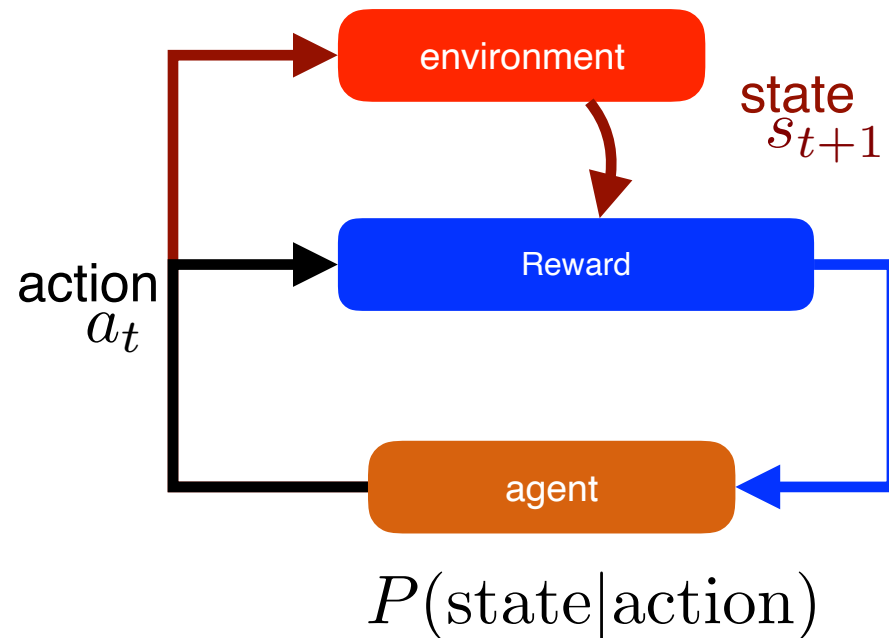 environment
state
s_{t+1}
Reward
action
a_t
agent
P(state|action)